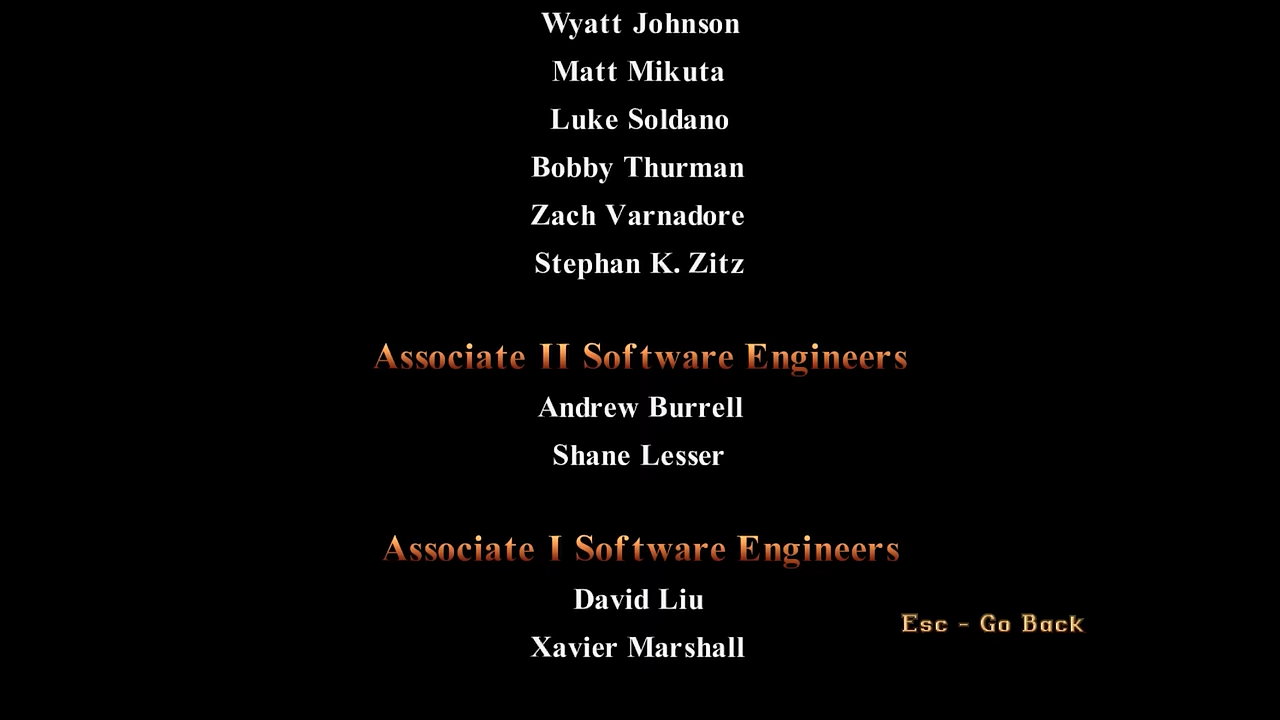 Wyatt Johnson
Matt Mikuta
Luke Soldano
Bobby Thurman
Zach Varnadore
Stephan K. Zitz
Associate II Software Engineers
Andrew Burrell
Shane Lesser
Associate I Software Engineers
David Liu
Esc - Go Back
Xavier Marshall